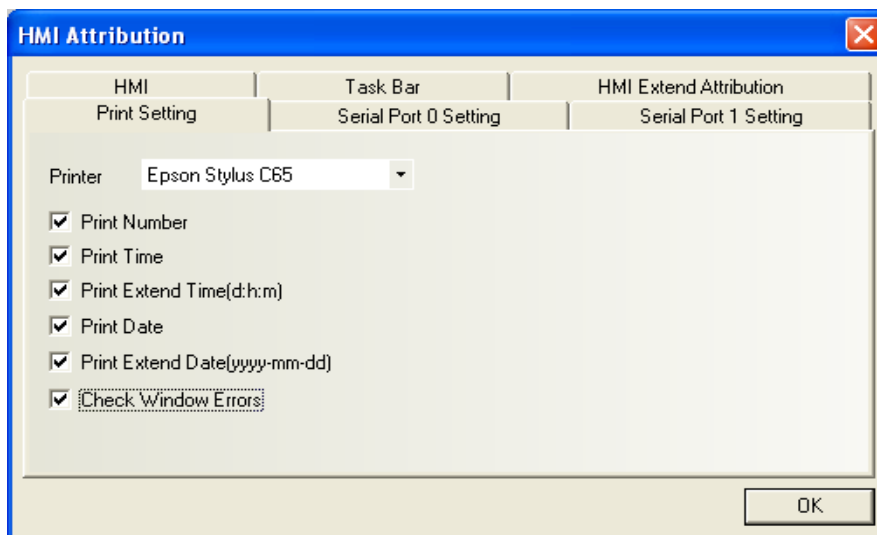 HMI Attribution
HMI Task Bar HMI Extend Attribution
Print Setting Serial Port 0 Setting Serial Port 1 Setting
Printer Epson Stylus C65
Print Number
Print Time
Print Extend Time(d:h:m)
Print Date
Print Extend Date(yyyy-mm-dd)
Check Window Errors
OK